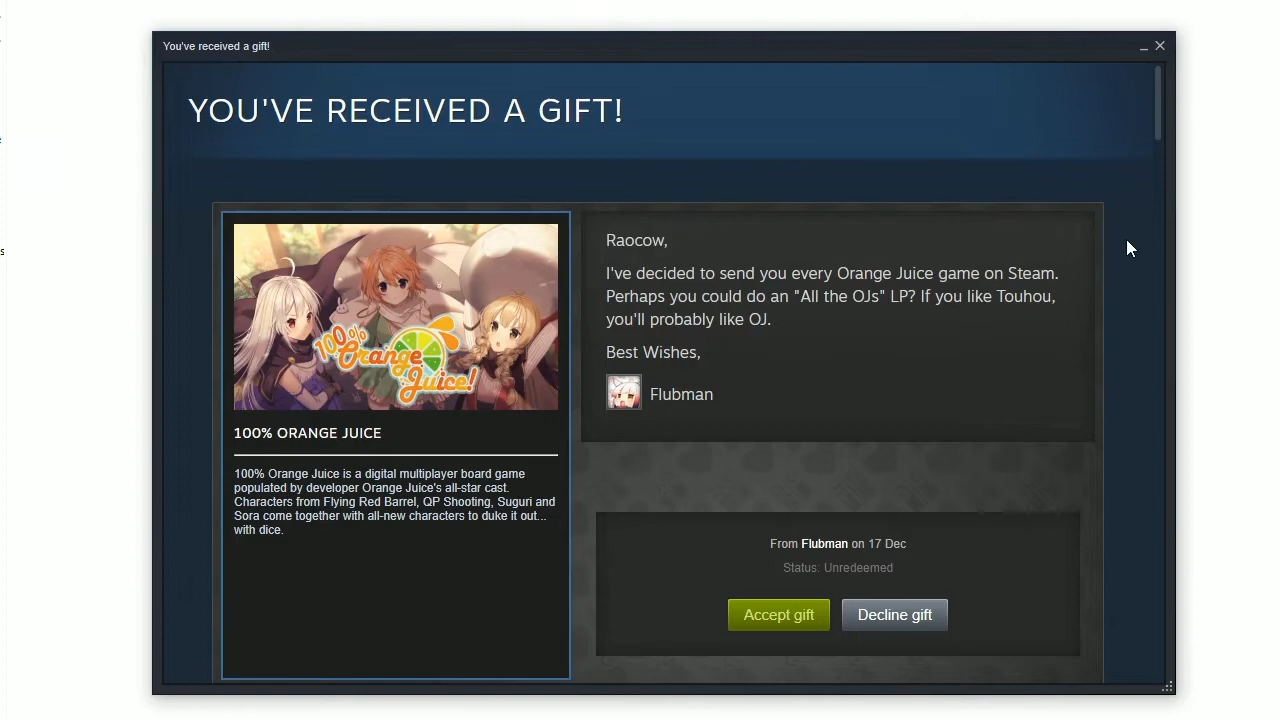 You've received a gift!
YOU'VE RECEIVED A GIFT!
100%
Orange
Juice!
100% ORANGE JUICE
100% Orange Juice is a digital multiplayer board game
populated by developer Orange Juice's all-star cast.
Characters from Flying Red Barrel, QP Shooting, Suguri and
Sora come together with all-new characters to duke it out...
with dice.
Raocow,
I've decided to send you every Orange Juice game on Steam.
Perhaps you could do an "All the OJs" LP? If you like Touhou,
you'll probably like OJ.
Best Wishes,
Flubman
From Flubman on 17 Dec
Status: Unredeemed
Accept gift
Decline gift
s